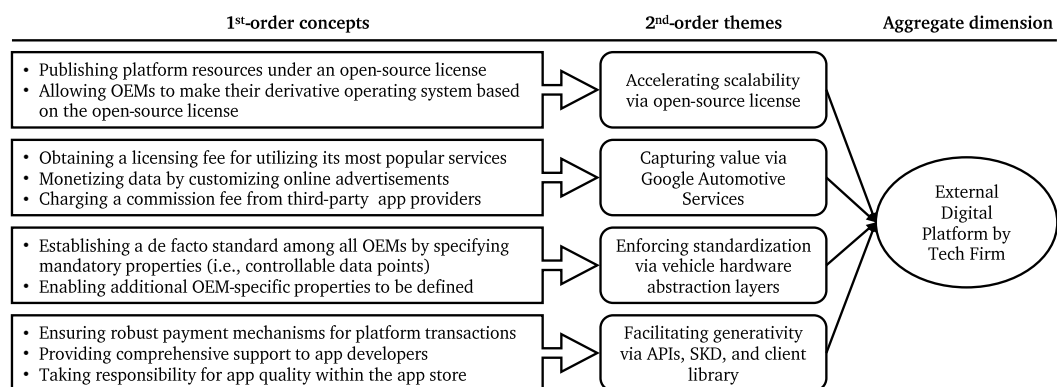 1st-order concepts
2nd-order themes
Aggregate dimension
• Publishing platform resources under an open-source license
• Allowing OEMs to make their derivative operating system based
on the open-source license
Accelerating scalability
via open-source license
• Obtaining a licensing fee for utilizing its most popular services
• Monetizing data by customizing online advertisements
• Charging a commission fee from third-party app providers
Capturing value via
Google Automotive
Services
• Establishing a de facto standard among all OEMs by specifying
mandatory properties (i.e., controllable data points)
• Enabling additional OEM-specific properties to be defined
Enforcing standardization
via vehicle hardware
abstraction layers
• Ensuring robust payment mechanisms for platform transactions
• Providing comprehensive support to app developers
• Taking responsibility for app quality within the app store
Facilitating generativity
via APIs, SKD, and client
library
External
Digital
Platform by
Tech Firm